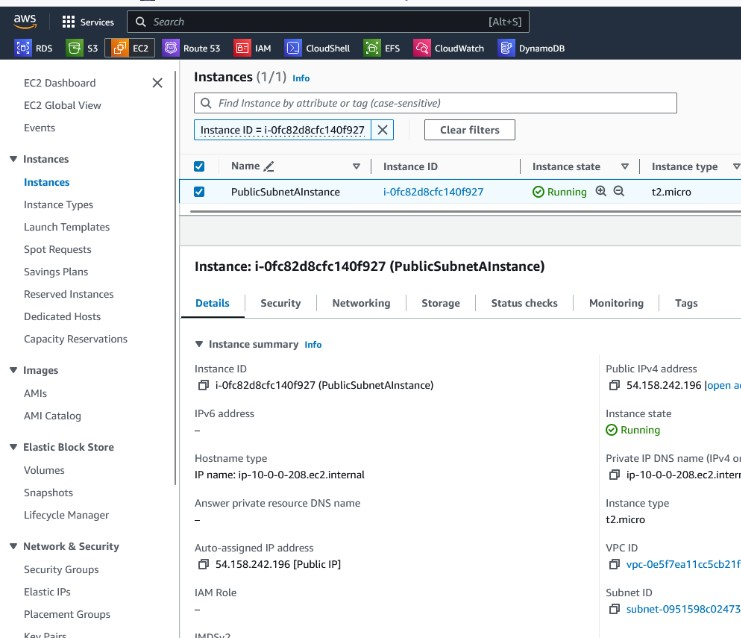 aws
Services
Search
[Alt+S]
RDS
S3
EC2
Route 53
IAM
CloudShell
EFS
CloudWatch
DynamoDB
EC2 Dashboard
EC2 Global View
Events
Instances
Instances
Instance Types
Launch Templates
Spot Requests
Savings Plans
Reserved Instances
Dedicated Hosts
Capacity Reservations
Images
AMIs
AMI Catalog
Elastic Block Store
Volumes
Snapshots
Lifecycle Manager
Network & Security
Security Groups
Elastic IPs
Placement Groups
Key Pairs
Instances (1/1) Info
Find Instance by attribute or tag (case-sensitive)
Instance ID = i-0fc82d8cfc140f927
Clear filters
Name
Instance ID
Instance state
Instance type
PublicSubnetAInstance
i-0fc82d8cfc140f927
Running
t2.micro
Instance: i-0fc82d8cfc140f927 (PublicSubnetAInstance)
Details
Security
Networking
Storage
Status checks
Monitoring
Tags
Instance summary Info
Instance ID
i-0fc82d8cfc140f927 (PublicSubnetAInstance)
IPv6 address
–
Hostname type
IP name: ip-10-0-0-208.ec2.internal
Answer private resource DNS name
–
Auto-assigned IP address
54.158.242.196 [Public IP]
IAM Role
–
IMDSv2
Public IPv4 address
54.158.242.196 |open
Instance state
Running
Private IP DNS name (IPv4
ip-10-0-0-208.ec2.inter
Instance type
t2.micro
VPC ID
vpc-0e5f7ea11cc5cb21f
Subnet ID
subnet-0951598c02473